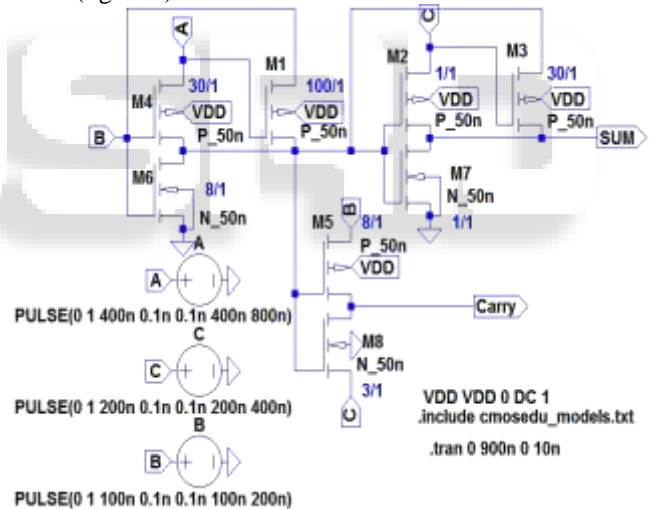 A
M1
C
M2
M3
M4
30/1
100/1
1/1
30/1
VDD
VDD
VDD
VDD
P_50n
P_50n
P_50n
P_50n
B
SUM
M6
8/1
N_50n
M7
N_50n
1/1
M5
B
8/1
P_50n
VDD
Carry
M8
N_50n
3/1
C
A
A
PULSE(0 1 400n 0.1n 0.1n 400n 800n)
C
C
PULSE(0 1 200n 0.1n 0.1n 200n 400n)
B
B
PULSE(0 1 100n 0.1n 0.1n 100n 200n)
VDD VDD 0 DC 1
.include cmosedu_models.txt
.tran 0 900n 0 10n